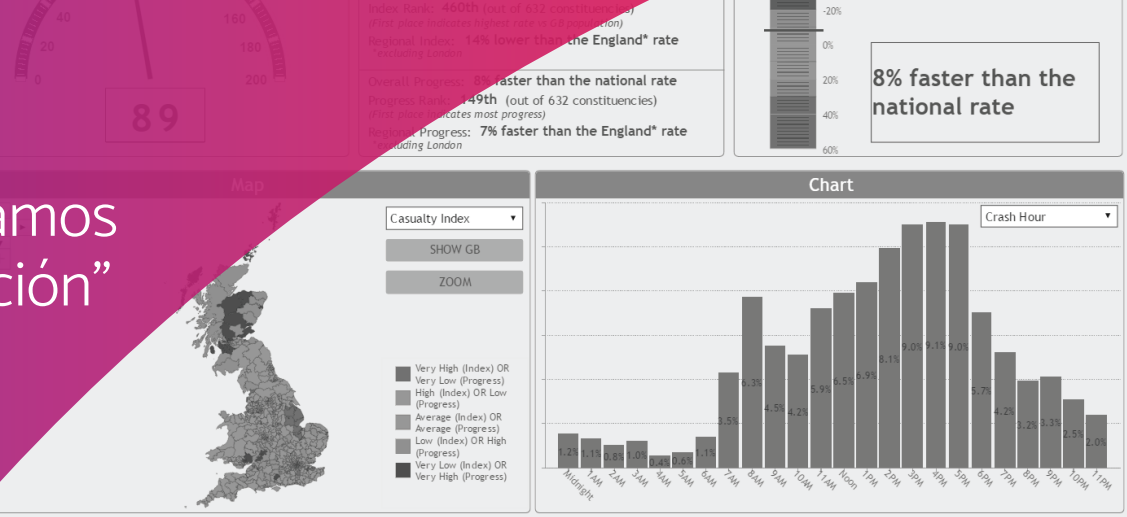 40
160
20
180
0
200
89
Index Rank: 460th (out of 632 constituencies)
(First place indicates highest rate vs GB population)
Regional Index: 14% lower than the England* rate
*excluding London
Overall Progress: 8% faster than the national rate
Progress Rank: 149th (out of 632 constituencies)
(First place indicates most progress)
Regional Progress: 7% faster than the England* rate
*excluding London
-20%
0%
20%
40%
60%
8% faster than the
national rate
amos
ción”
Map
Casualty Index
SHOW GB
ZOOM
Very High (Index) OR
Very Low (Progress)
High (Index) OR Low
(Progress)
Average (Index) OR
Average (Progress)
Low (Index) OR High
(Progress)
Very Low (Index) OR
Very High (Progress)
Chart
Crash Hour
1.2% 1.1% 0.8% 1.0% 0.4% 0.6% 1.1% 3.5% 6.3% 4.5% 4.2% 5.9% 6.5% 6.9% 8.1% 9.0% 9.1% 9.0% 5.7% 4.2% 3.2% 3.3% 2.5% 2.0%
Midnight 1AM 2AM 3AM 4AM 5AM 6AM 7AM 8AM 9AM 10AM 11AM Noon 1PM 2PM 3PM 4PM 5PM 6PM 7PM 8PM 9PM 10PM 11PM